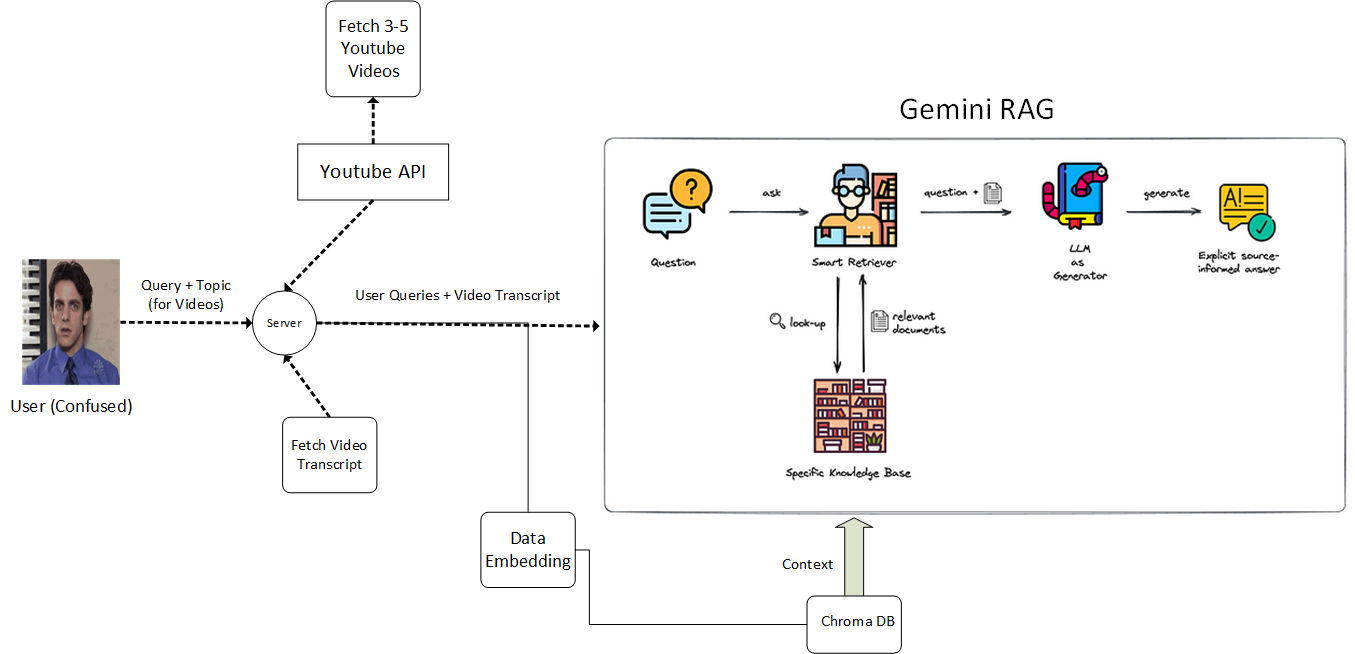 Fetch 3-5
Youtube
Videos
Youtube API
Gemini RAG
Query + Topic
(for Videos)
Server
User Queries + Video Transcript
User (Confused)
Fetch Video
Transcript
Data
Embedding
Chroma DB
Context
?
ask
question +
generate
A!
Question
Smart Retriever
LLM
as
Generator
Explicit source-
informed answer
look-up
relevant
documents
Specific Knowledge Base